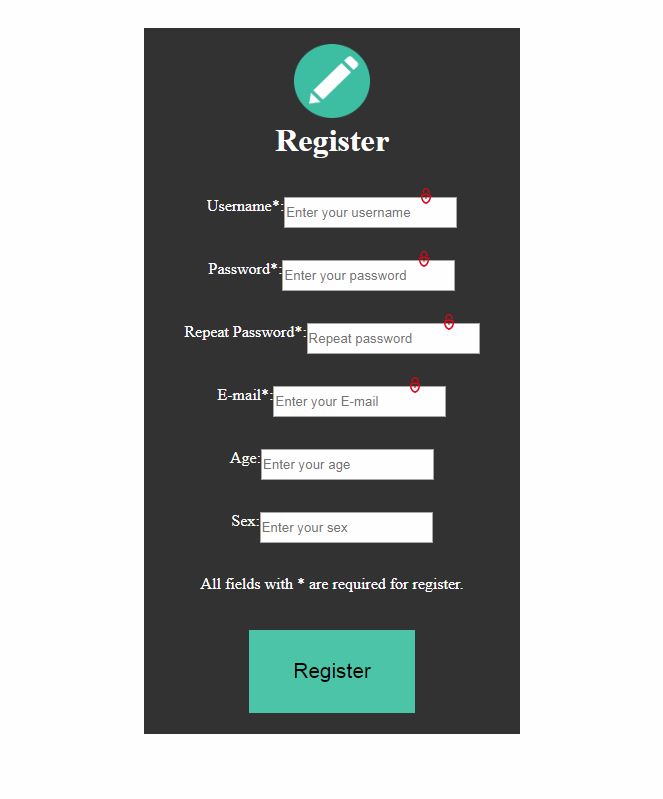 Register
Username*: Enter your username
Password*: Enter your password
Repeat Password*: Repeat password
E-mail*: Enter your E-mail
Age: Enter your age
Sex: Enter your sex
All fields with * are required for register.
Register